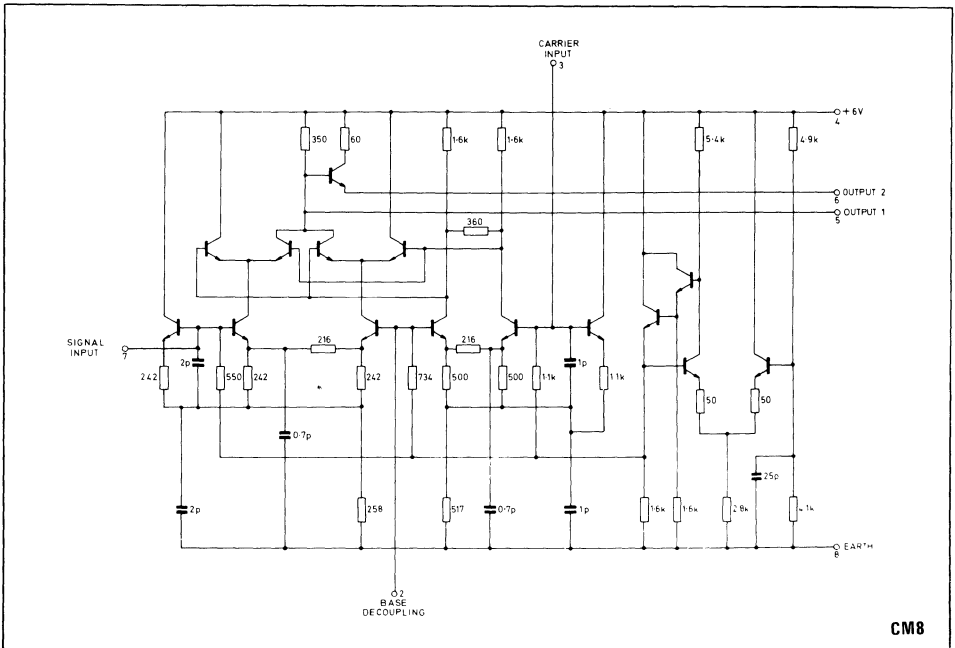 CARRIER
INPUT
3
+6V
4
350
60
1·6k
1·6k
5·4k
4·9k
OUTPUT 2
6
OUTPUT 1
5
360
SIGNAL
INPUT
7
2p
216
216
1p
242
550
242
242
734
500
500
1·1k
1·1k
50
50
0·7p
25p
2p
258
517
0·7p
1p
1·6k
1·6k
2·8k
4·1k
EARTH
8
2
BASE
DECOUPLING
CM8